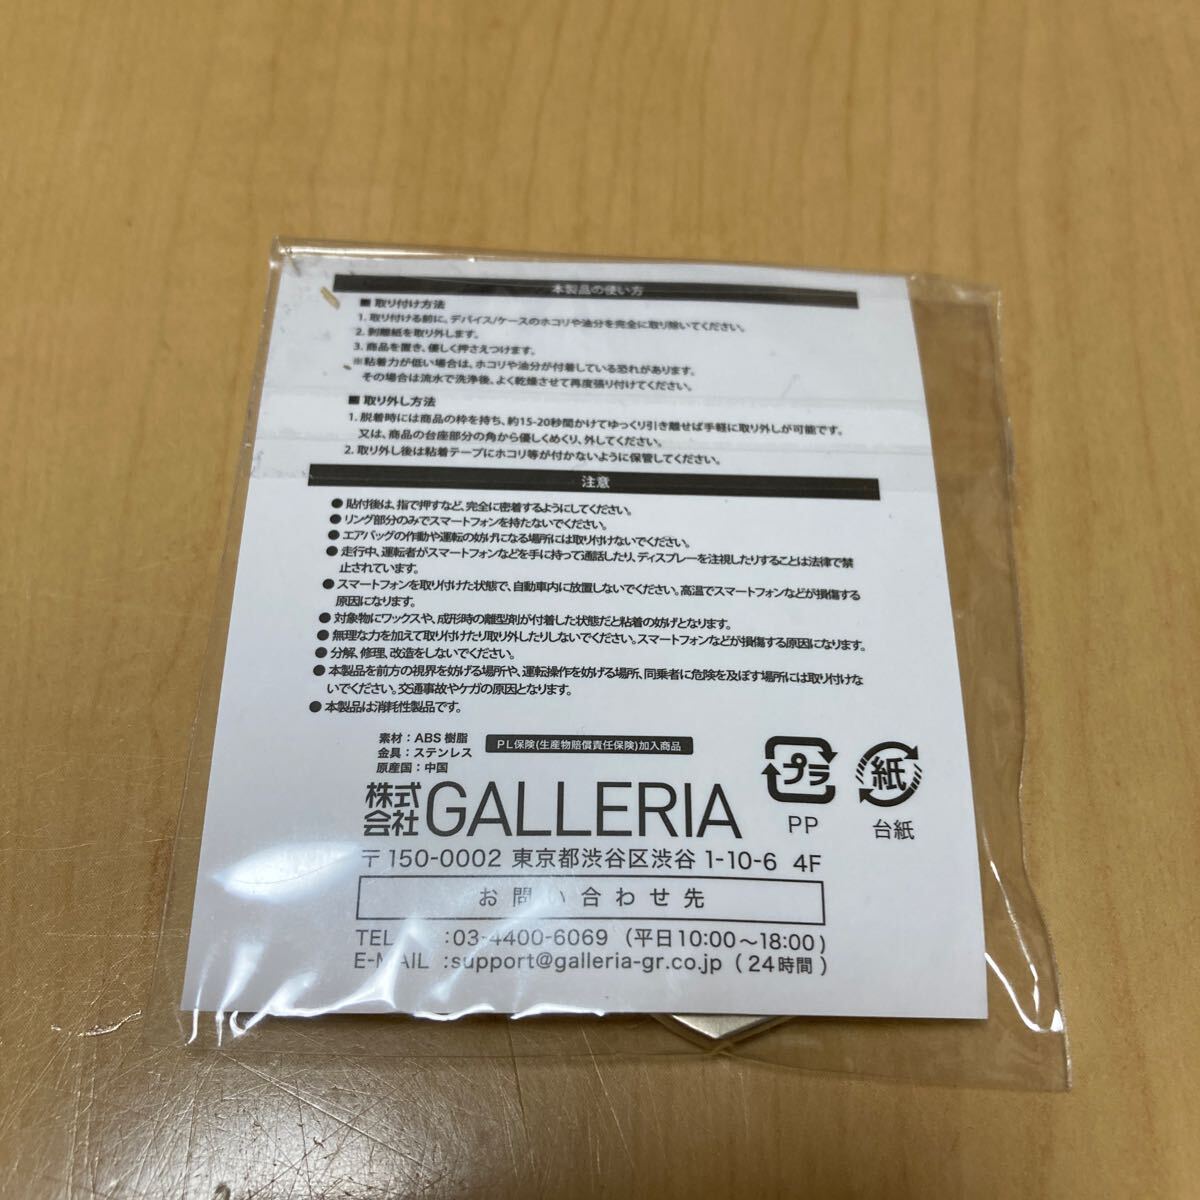 本製品の使い方
■ 取り付け方法
1. 取り付ける前に、デバイス/ケースのホコリや油分を完全に取り除いてください。
2. 剥離紙を取り外します。
3. 商品を置き、優しく押さえつけます。
※粘着力が低い場合は、ホコリや油分が付着している恐れがあります。
その場合は流水で洗浄後、よく乾燥させて再度張り付けてください。
■ 取り外し方法
1. 脱着時には商品の枠を持ち、約15-20秒間かけてゆっくり引き離せば手軽に取り外しが可能です。
又は、商品の台座部分の角から優しくめくり、外してください。
2. 取り外し後は粘着テープにホコリ等が付かないように保管してください。
注意
● 貼付後は、指で押すなど、完全に密着するようにしてください。
● リング部分のみでスマートフォンを持たないでください。
● エアバッグの作動や運転の妨げになる場所には取り付けないでください。
● 走行中、運転者がスマートフォンなどを手に持って通話したり、ディスプレーを注視したりすることは法律で禁
止されています。
● スマートフォンを取り付けた状態で、自動車内に放置しないでください。高温でスマートフォンなどが損傷する
原因になります。
● 対象物にワックスや、成形時の離型剤が付着した状態だと粘着の妨げとなります。
● 無理な力を加えて取り付けたり取外したりしないでください。スマートフォンなどが損傷する原因になります。
● 分解、修理、改造をしないでください。
● 本製品を前方の視界を妨げる場所や、運転操作を妨げる場所、同乗者に危険を及ぼす場所には取り付けな
いでください。交通事故やケガの原因となります。
● 本製品は消耗性製品です。
素材：ABS 樹脂
金具：ステンレス
原産国：中国
PL保険(生産物賠償責任保険)加入商品
株式会社GALLERIA
プラ
PP
紙
台紙
〒150-0002 東京都渋谷区渋谷 1-10-6 4F
お問い合わせ先
TEL :03-4400-6069 (平日10:00～18:00)
E-MAIL :support@galleria-gr.co.jp (24時間)